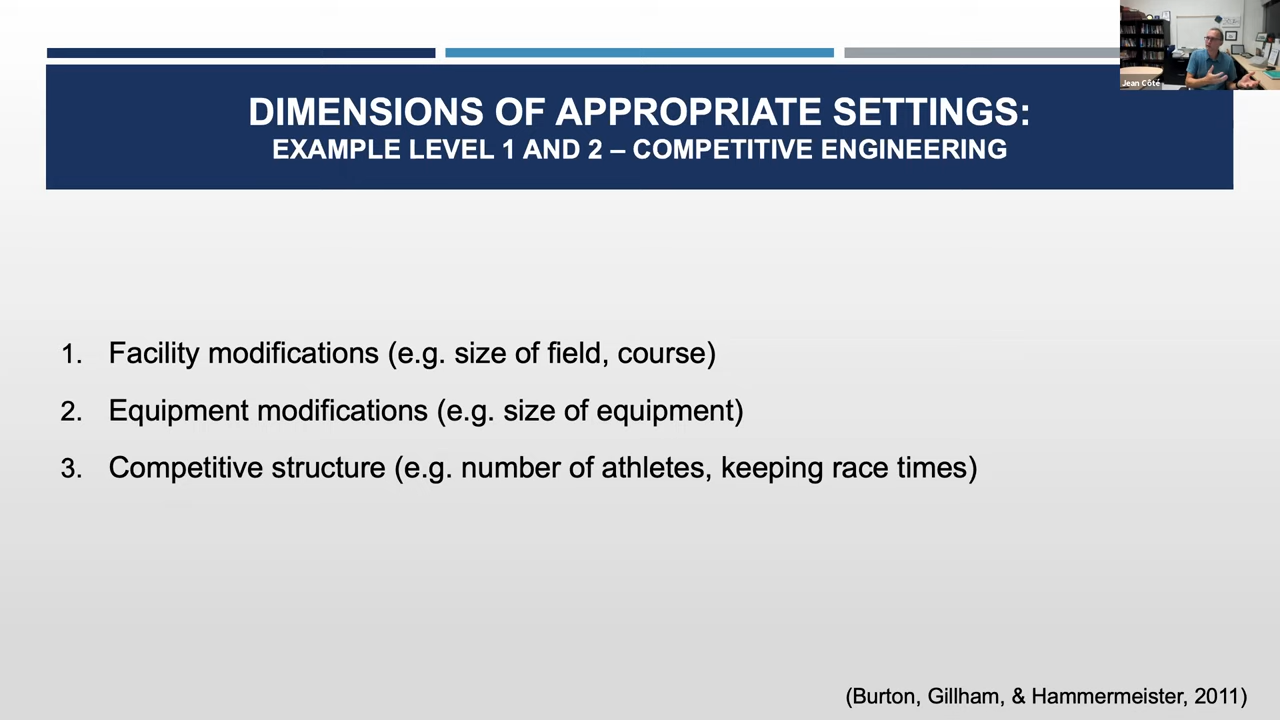 Jean Côté
DIMENSIONS OF APPROPRIATE SETTINGS:
EXAMPLE LEVEL 1 AND 2 – COMPETITIVE ENGINEERING
1. Facility modifications (e.g. size of field, course)
2. Equipment modifications (e.g. size of equipment)
3. Competitive structure (e.g. number of athletes, keeping race times)
(Burton, Gillham, & Hammermeister, 2011)